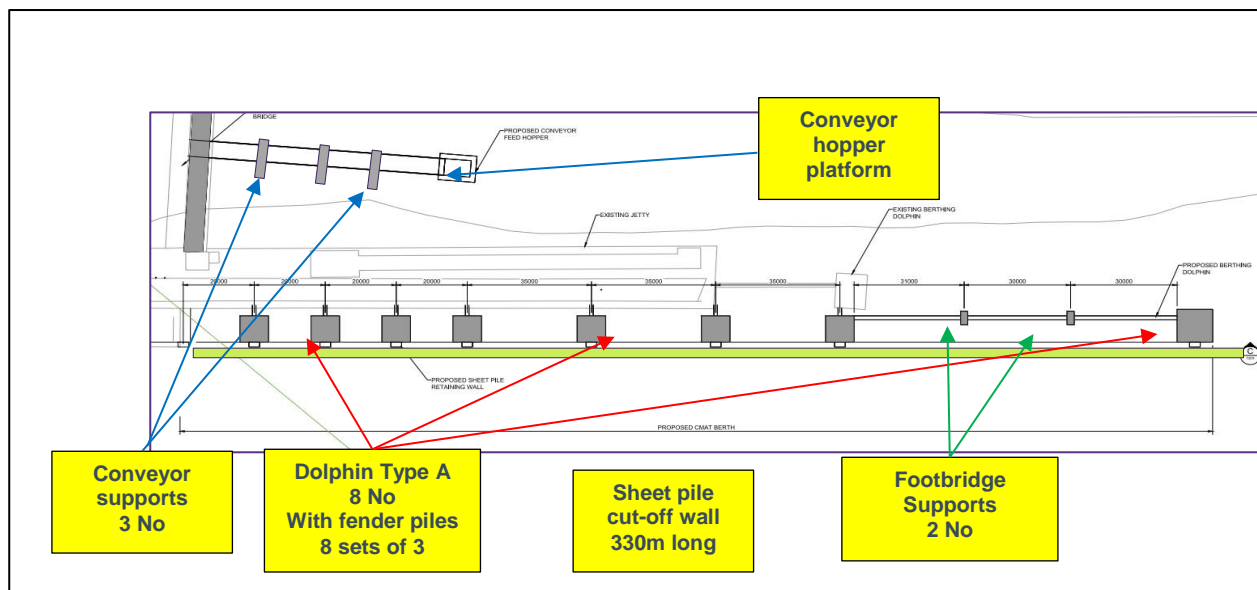 BRIDGE
PROPOSED CONVEYOR
FEED HOPPER
Conveyor
hopper
platform
EXISTING JETTY
EXISTING BERTHING
DOLPHIN
PROPOSED BERTHING
DOLPHIN
20000
20000
20000
20000
35000
35000
35000
31000
30000
30000
PROPOSED SHEET PILE
RETAINING WALL
C
PROPOSED CMAT BERTH
Conveyor
supports
3 No
Dolphin Type A
8 No
With fender piles
8 sets of 3
Sheet pile
cut-off wall
330m long
Footbridge
Supports
2 No